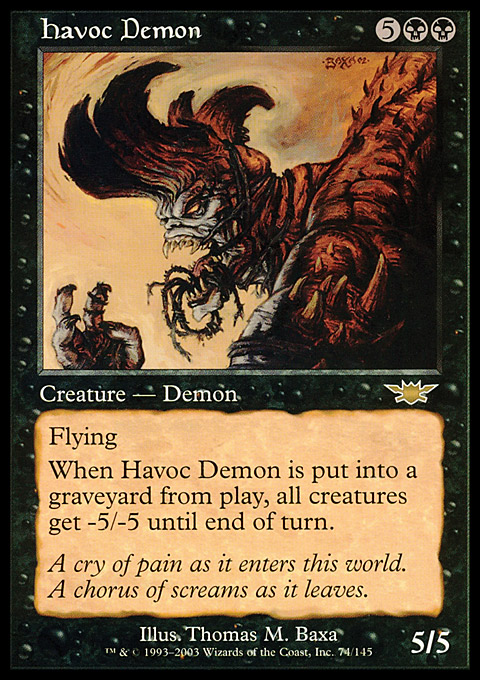 Havoc Demon
5
BAXA 02
Creature — Demon
Flying
When Havoc Demon is put into a
graveyard from play, all creatures
get -5/-5 until end of turn.
A cry of pain as it enters this world.
A chorus of screams as it leaves.
Illus. Thomas M. Baxa
™ & © 1993-2003 Wizards of the Coast, Inc. 74/145
5/5